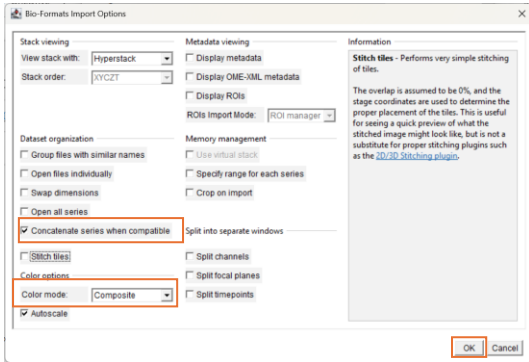 Bio-Formats Import Options
Stack viewing
View stack with: Hyperstack
Stack order: XYCZT
Metadata viewing
Display metadata
Display OME-XML metadata
Display ROIs
ROIs Import Mode: ROI manager
Information
Stitch tiles - Performs very simple stitching
of tiles.
The overlap is assumed to be 0%, and the
stage coordinates are used to determine the
proper placement of the tiles. This is useful
for seeing a quick preview of what the
stitched image might look like, but is not a
substitute for proper stitching plugins such
as the 2D/3D Stitching plugin.
Dataset organization
Group files with similar names
Open files individually
Swap dimensions
Open all series
Concatenate series when compatible
Stitch tiles
Memory management
Use virtual stack
Specify range for each series
Crop on import
Split into separate windows
Split channels
Split focal planes
Split timepoints
Color options
Color mode: Composite
Autoscale
OK Cancel